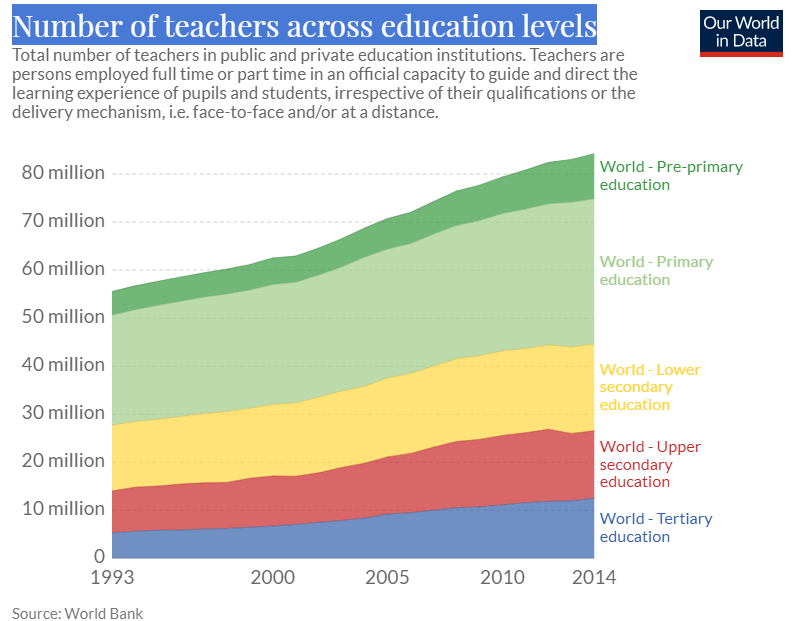 Number of teachers across education levels
Our World
in Data
Total number of teachers in public and private education institutions. Teachers are
persons employed full time or part time in an official capacity to guide and direct the
learning experience of pupils and students, irrespective of their qualifications or the
delivery mechanism, i.e. face-to-face and/or at a distance.
80 million
70 million
60 million
50 million
40 million
30 million
20 million
10 million
0
World - Pre-primary
education
World - Primary
education
World - Lower
secondary
education
World - Upper
secondary
education
World - Tertiary
education
1993
2000
2005
2010
2014
Source: World Bank